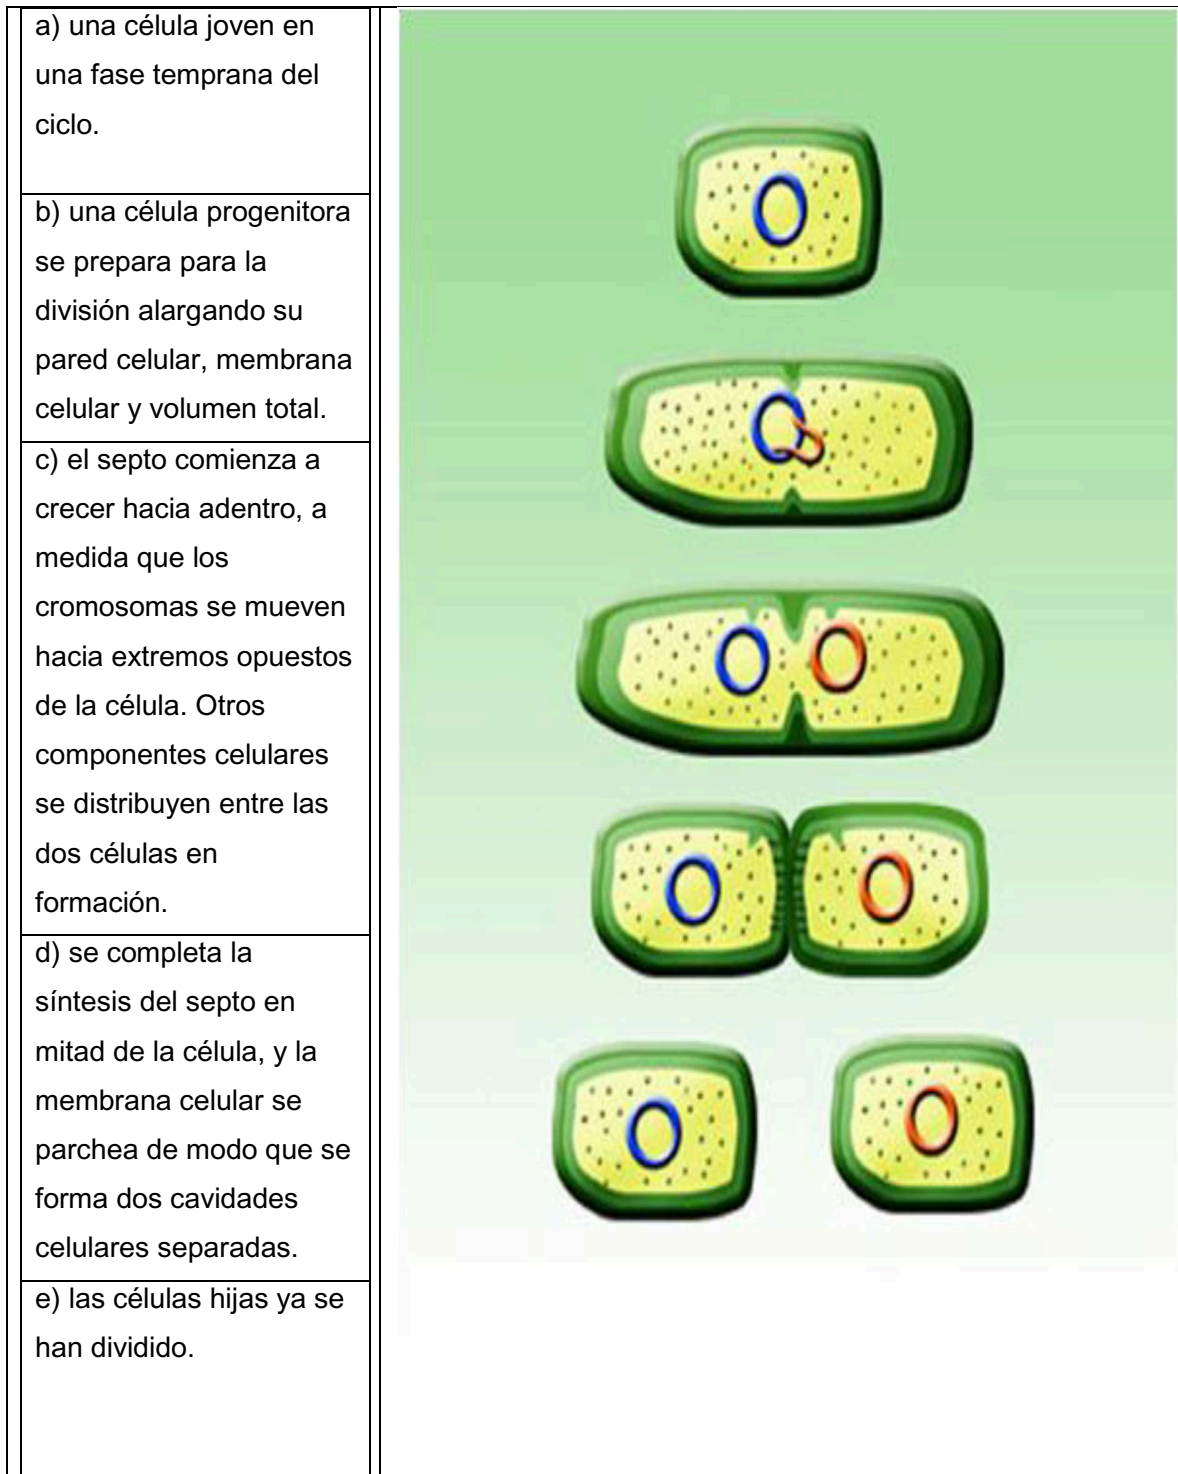 a) una célula joven en
una fase temprana del
ciclo.
b) una célula progenitora
se prepara para la
división alargando su
pared celular, membrana
celular y volumen total.
c) el septo comienza a
crecer hacia adentro, a
medida que los
cromosomas se mueven
hacia extremos opuestos
de la célula. Otros
componentes celulares
se distribuyen entre las
dos células en
formación.
d) se completa la
síntesis del septo en
mitad de la célula, y la
membrana celular se
parchea de modo que se
forma dos cavidades
celulares separadas.
e) las células hijas ya se
han dividido.